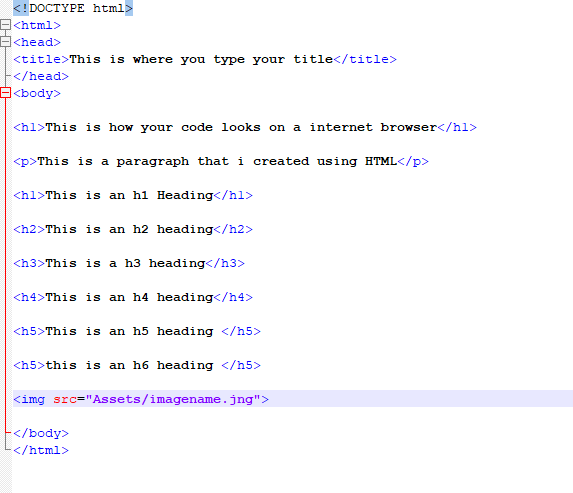 <!DOCTYPE html>
<html>
<head>
<title>This is where you type your title</title>
</head>
<body>
<h1>This is how your code looks on a internet browser</h1>
<p>This is a paragraph that i created using HTML</p>
<h1>This is an h1 Heading</h1>
<h2>This is an h2 heading</h2>
<h3>This is a h3 heading</h3>
<h4>This is an h4 heading</h4>
<h5>This is an h5 heading </h5>
<h5>this is an h6 heading </h5>
<img src="Assets/imagename.jng">
</body>
</html>